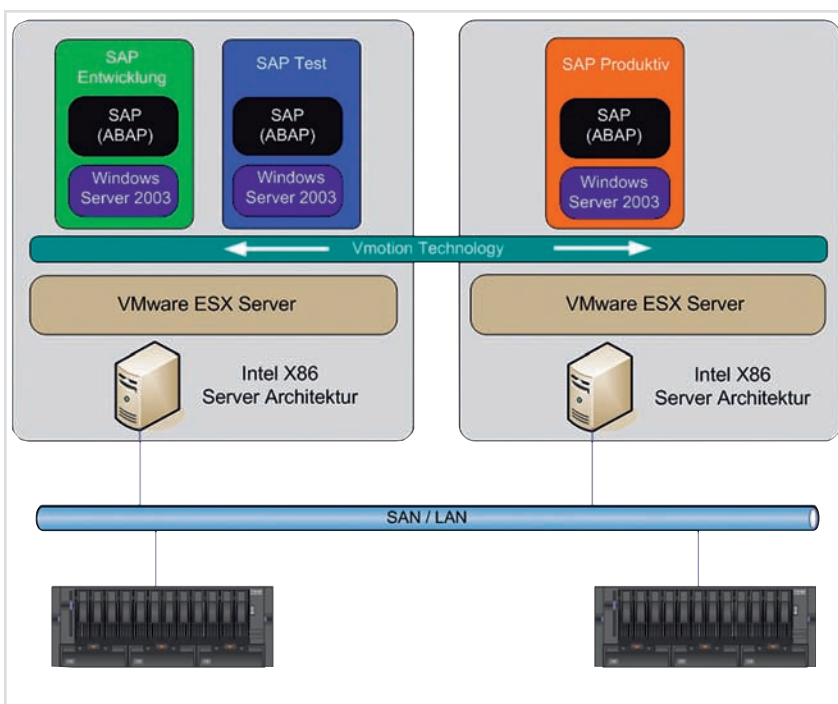 SAP
Entwicklung
SAP
(ABAP)
Windows
Server 2003
SAP Test
SAP
(ABAP)
Windows
Server 2003
SAP Produktiv
SAP
(ABAP)
Windows
Server 2003
Vmotion Technology
VMware ESX Server
VMware ESX Server
Intel X86
Server Architektur
Intel X86
Server Architektur
SAN / LAN